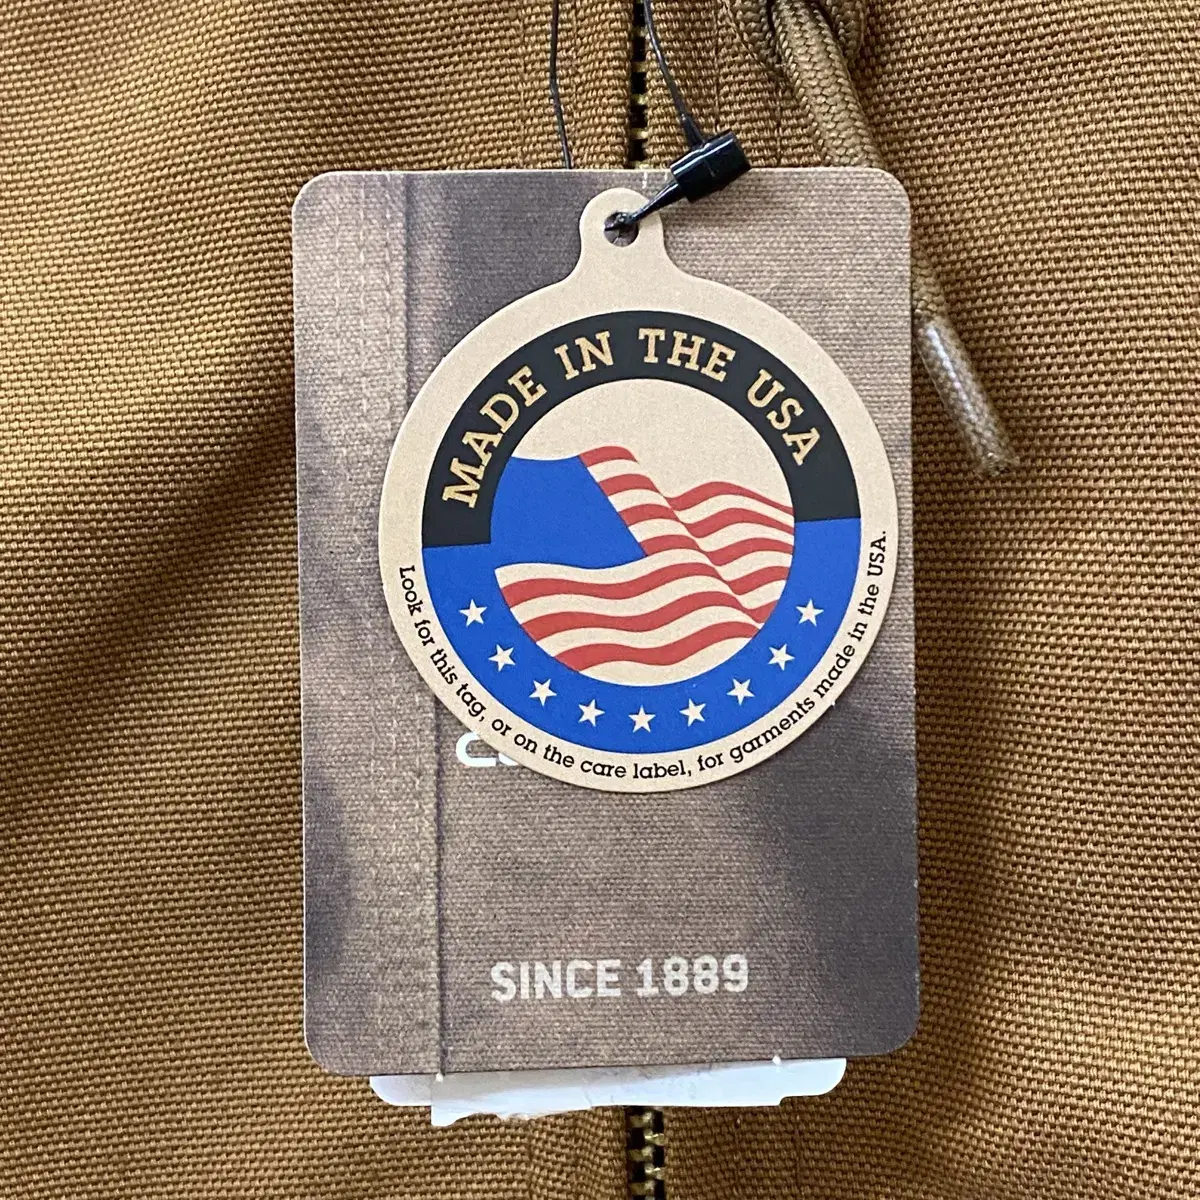 MADE IN THE USA
Look for this tag, or on the care label, for garments made in the USA.
SINCE 1889